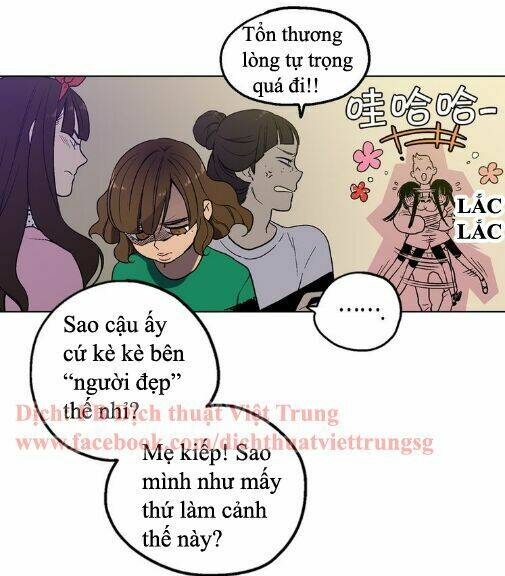 Tổn thương
lòng tự trọng
quá đi!!
哇哈哈-
LẮC
LẮC
.......
Sao cậu ấy
cứ kè kè bên
“người đẹp”
thế nhỉ?
Dịch: FB Dịch thuật Việt Trung
www.facebook.com/dichthuatviettrungsg
Mẹ kiếp! Sao
mình như mấy
thứ làm cảnh
thế này?